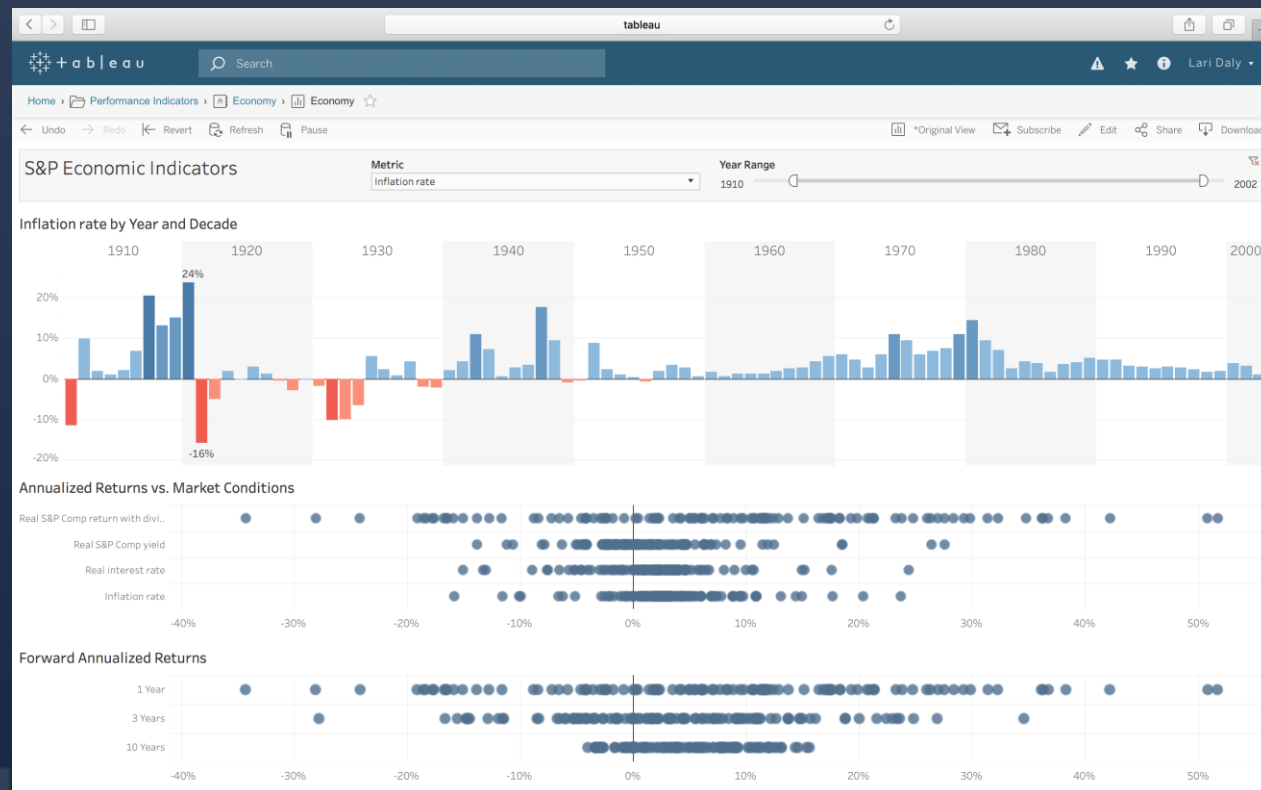 tableau
tableau Search Lari Daly
Home › Performance Indicators › Economy › Economy
Undo Redo Revert Refresh Pause *Original View Subscribe Edit Share Download
S&P Economic Indicators
Metric
Inflation rate
Year Range
1910 2002
Inflation rate by Year and Decade
1910 1920 1930 1940 1950 1960 1970 1980 1990 2000
24%
20%
10%
0%
-10%
-16%
-20%
Annualized Returns vs. Market Conditions
Real S&P Comp return with divi..
Real S&P Comp yield
Real interest rate
Inflation rate
-40% -30% -20% -10% 0% 10% 20% 30% 40% 50%
Forward Annualized Returns
1 Year
3 Years
10 Years
-40% -30% -20% -10% 0% 10% 20% 30% 40% 50%